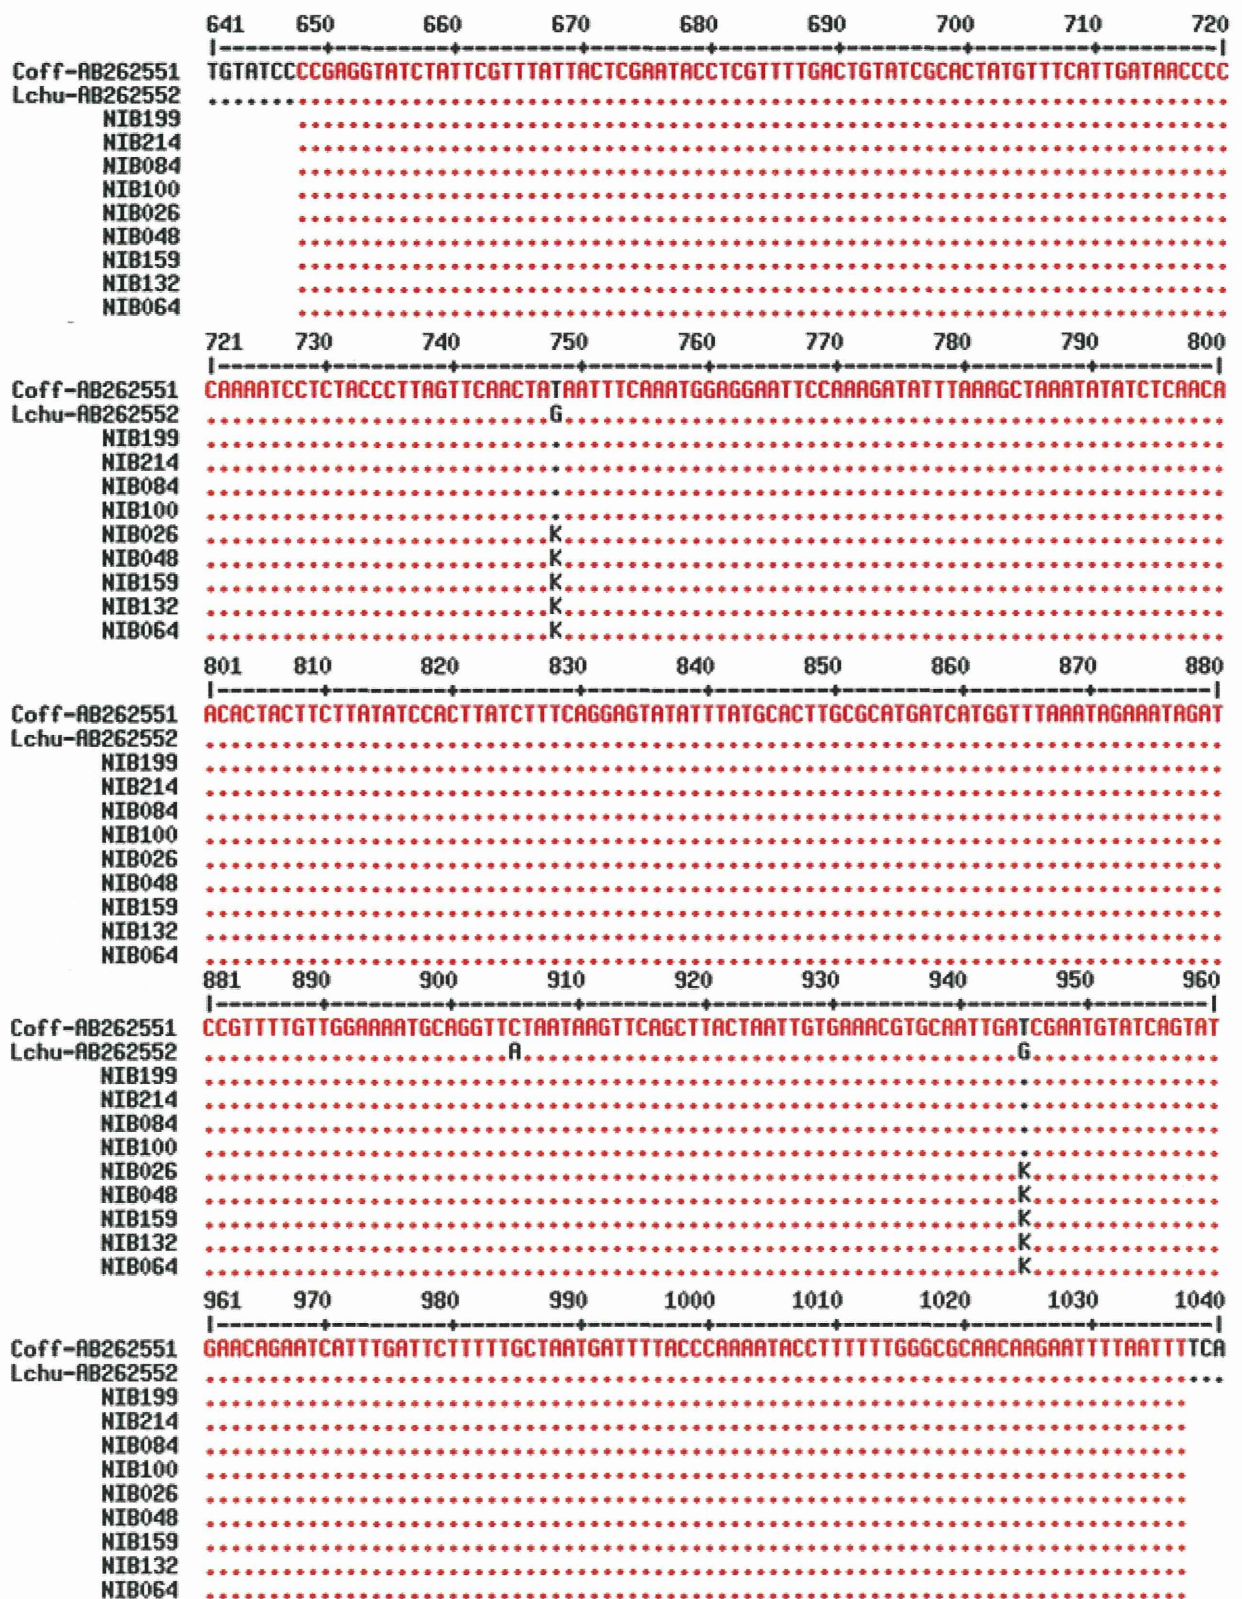 641 650 660 670 680 690 700 710 720
|--------+---------+---------+---------+---------+---------+---------+---------|
Coff-AB262551 TGTATCCCCGAGGTATCTATTCGTTTATTACTCGAATACCTCGTTTTGACTGTATCGCACTATGTTTCATTGATAACCCC
Lchu-AB262552
NIB199
NIB214
NIB084
NIB100
NIB026
NIB048
NIB159
NIB132
NIB064
721 730 740 750 760 770 780 790 800
|--------+---------+---------+---------+---------+---------+---------+---------|
Coff-AB262551 CAAAATCCTCTACCCTTAGTTCAACTATAATTTCAAATGGAGGAATTCCAAAGATATTTAAAGCTAAATATATCTCAACA
Lchu-AB262552 G
NIB199
NIB214
NIB084
NIB100
NIB026 K
NIB048 K
NIB159 K
NIB132 K
NIB064 K
801 810 820 830 840 850 860 870 880
|--------+---------+---------+---------+---------+---------+---------+---------|
Coff-AB262551 ACACTACTTCTTATATCCACTTATCTTTCAGGAGTATATTTATGCACTTGCGCATGATCATGGTTTAAATAGAAATAGAT
Lchu-AB262552
NIB199
NIB214
NIB084
NIB100
NIB026
NIB048
NIB159
NIB132
NIB064
881 890 900 910 920 930 940 950 960
|--------+---------+---------+---------+---------+---------+---------+---------|
Coff-AB262551 CCGTTTTGTTGGAAAATGCAGGTTCTAATAAGTTCAGCTTACTAATTGTGAAACGTGCAATTGATCGAATGTATCAGTAT
Lchu-AB262552 A G
NIB199
NIB214
NIB084
NIB100
NIB026 K
NIB048 K
NIB159 K
NIB132 K
NIB064 K
961 970 980 990 1000 1010 1020 1030 1040
|--------+---------+---------+---------+---------+---------+---------+---------|
Coff-AB262551 GAACAGAATCATTTGATTCTTTTTGCTAATGATTTTACCCAAAATACCTTTTTTGGGCGCAACAAGAATTTTAATTTTCA
Lchu-AB262552
NIB199
NIB214
NIB084
NIB100
NIB026
NIB048
NIB159
NIB132
NIB064